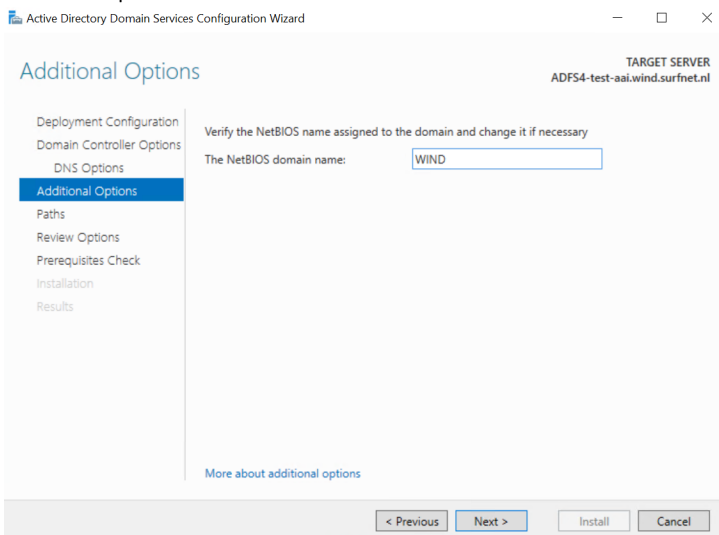 Active Directory Domain Services Configuration Wizard
Additional Options
TARGET SERVER
ADFS4-test-aai.wind.surfnet.nl
Deployment Configuration
Domain Controller Options
DNS Options
Additional Options
Paths
Review Options
Prerequisites Check
Installation
Results
Verify the NetBIOS name assigned to the domain and change it if necessary
The NetBIOS domain name: WIND
More about additional options
< Previous Next > Install Cancel